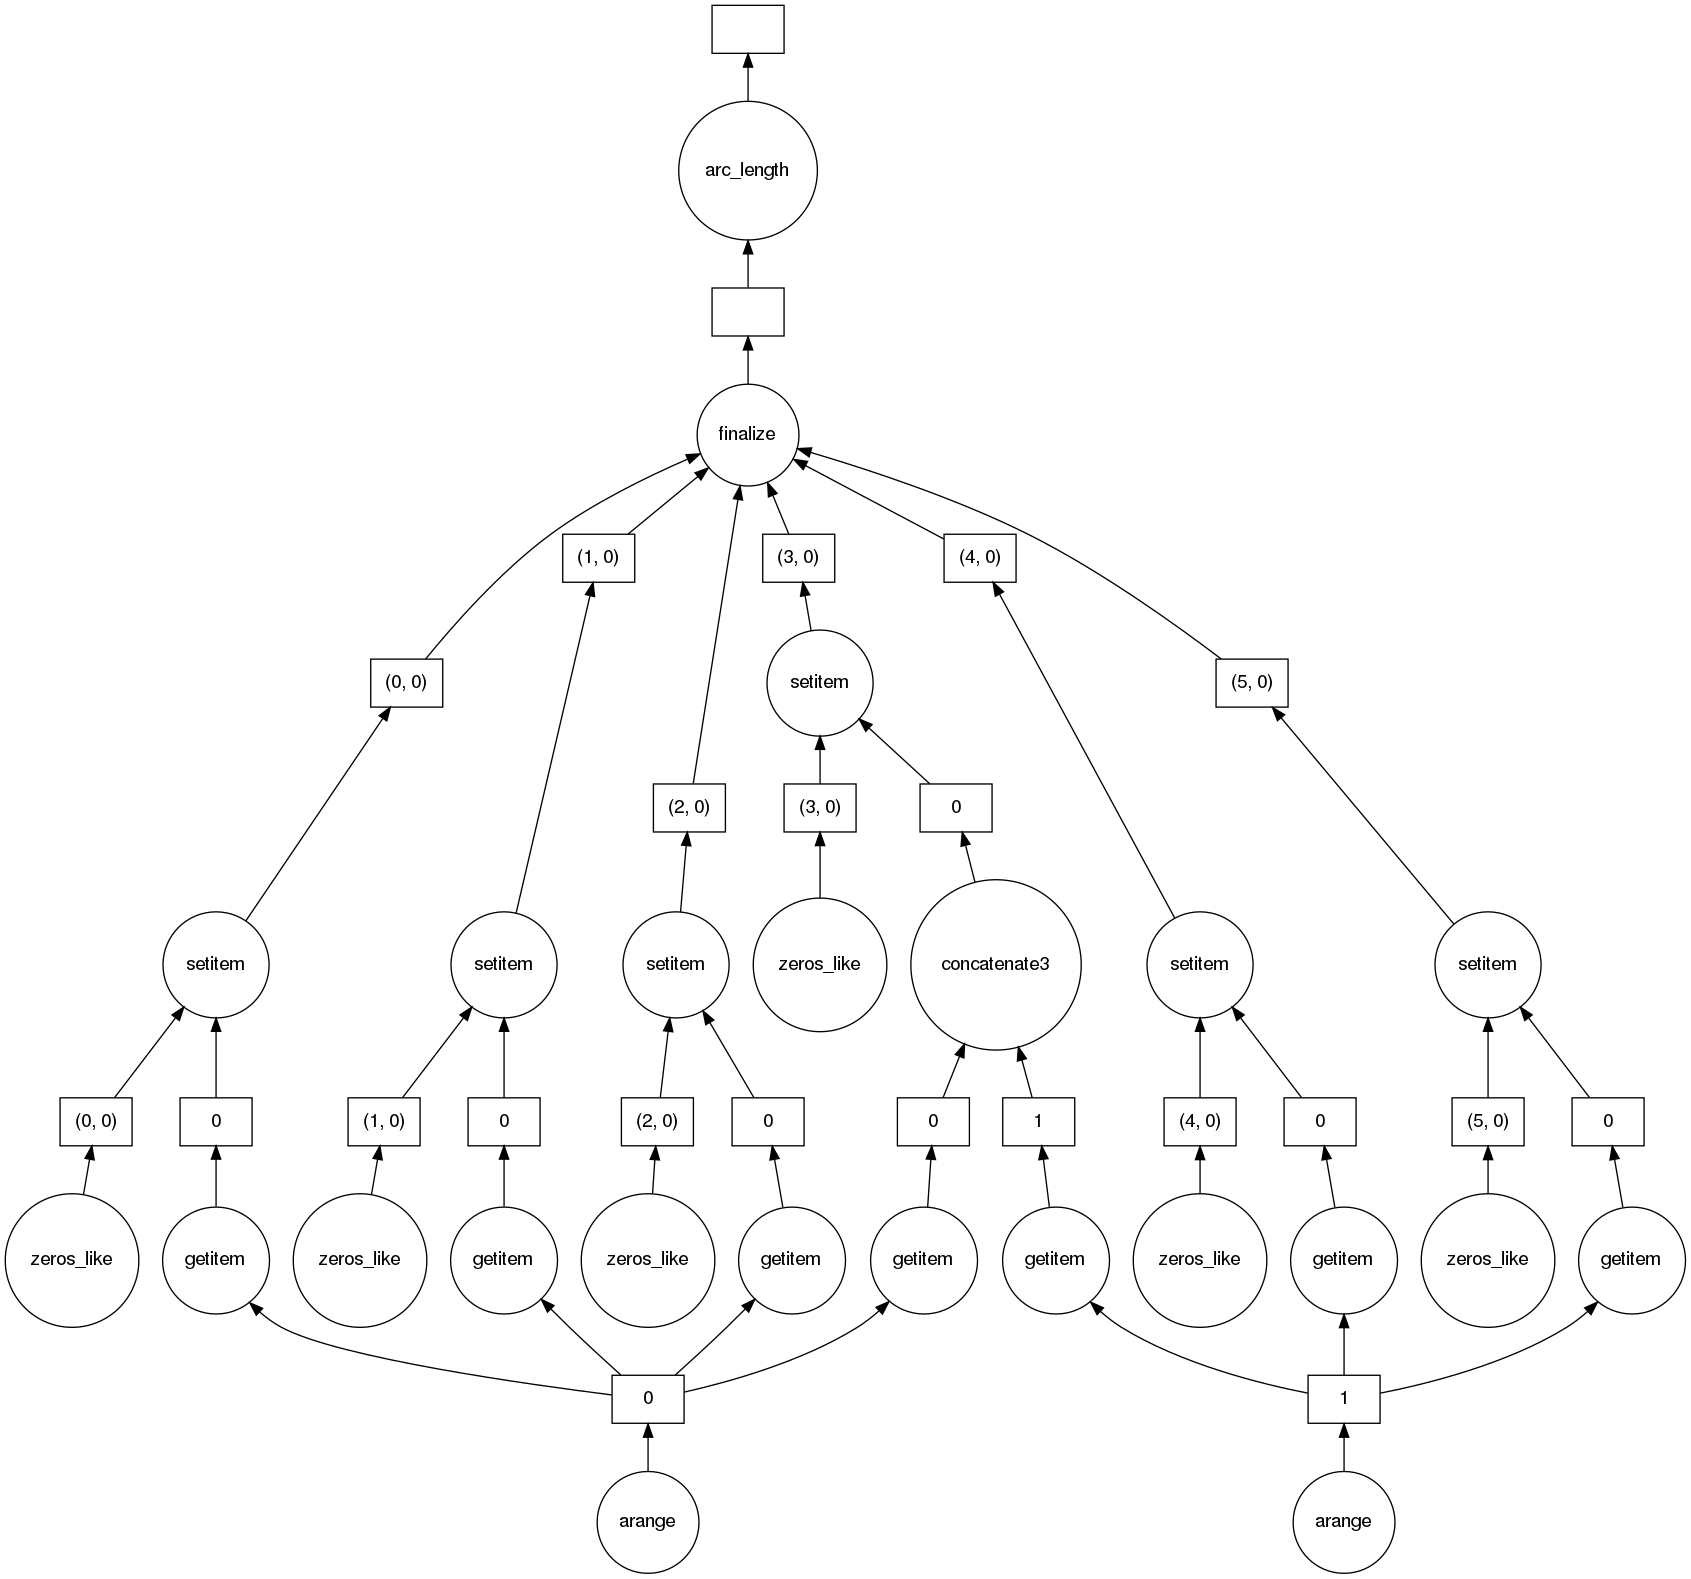 arc_length
finalize
(1, 0)
(3, 0)
(4, 0)
(0, 0)
setitem
(5, 0)
(2, 0)
(3, 0)
0
setitem
setitem
setitem
zeros_like
concatenate3
setitem
setitem
(0, 0)
0
(1, 0)
0
(2, 0)
0
0
1
(4, 0)
0
(5, 0)
0
zeros_like
getitem
zeros_like
getitem
zeros_like
getitem
getitem
getitem
zeros_like
getitem
zeros_like
getitem
0
1
arange
arange